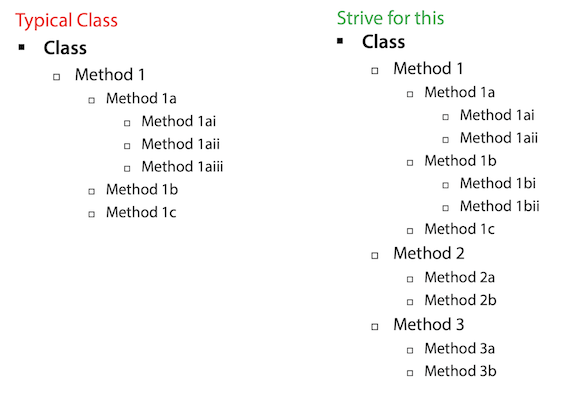 Typical Class
Class
Method 1
Method 1a
Method 1ai
Method 1aii
Method 1aiii
Method 1b
Method 1c
Strive for this
Class
Method 1
Method 1a
Method 1ai
Method 1aii
Method 1b
Method 1bi
Method 1bii
Method 1c
Method 2
Method 2a
Method 2b
Method 3
Method 3a
Method 3b